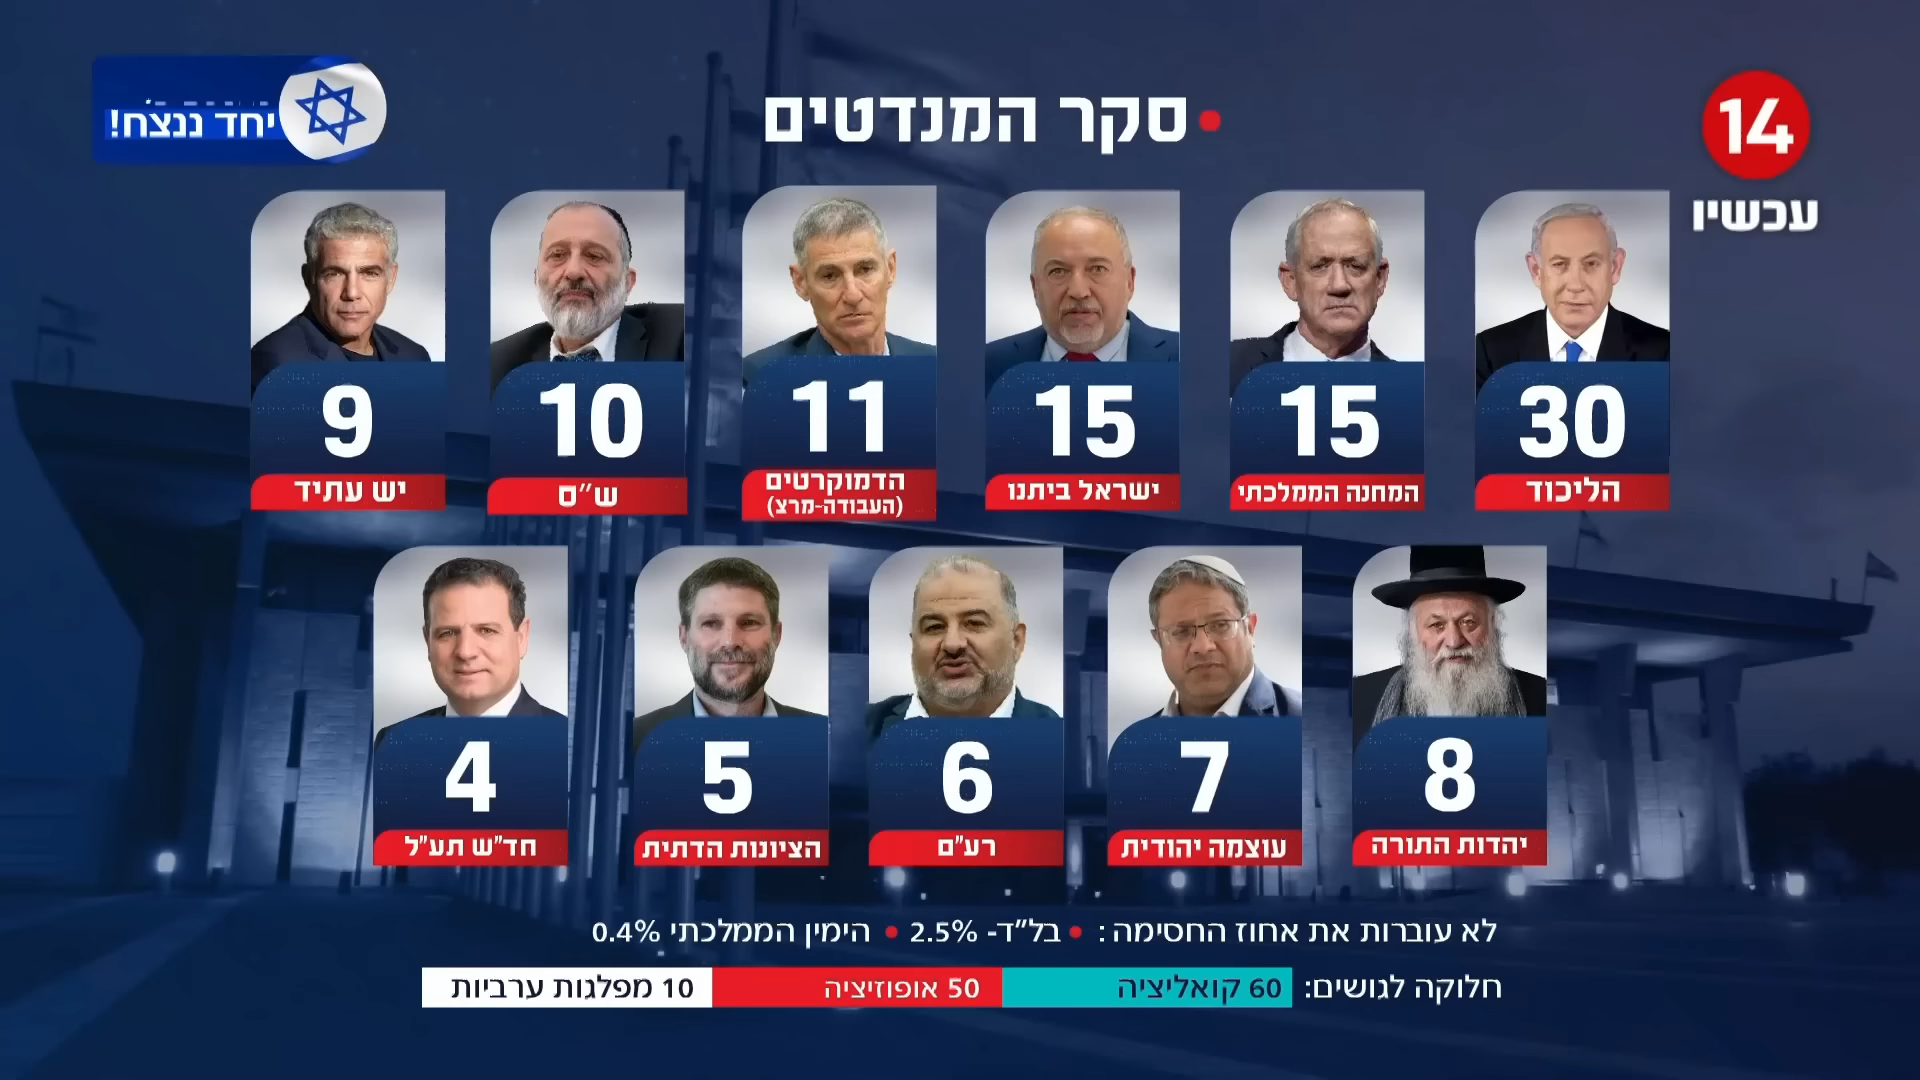 סקר המנדטים
יחד ננצח!
14
עכשיו
30
הליכוד
15
המחנה הממלכתי
15
ישראל ביתנו
11
הדמוקרטים
(העבודה-מרצ)
10
ש״ס
9
יש עתיד
8
יהדות התורה
7
עוצמה יהודית
6
רע"ם
5
הציונות הדתית
4
חד"ש תע"ל
לא עוברות את אחוז החסימה: • בל"ד- 2.5% • הימין הממלכתי 0.4%
חלוקה לגושים: 60 קואליציה 50 אופוזיציה 10 מפלגות ערביות